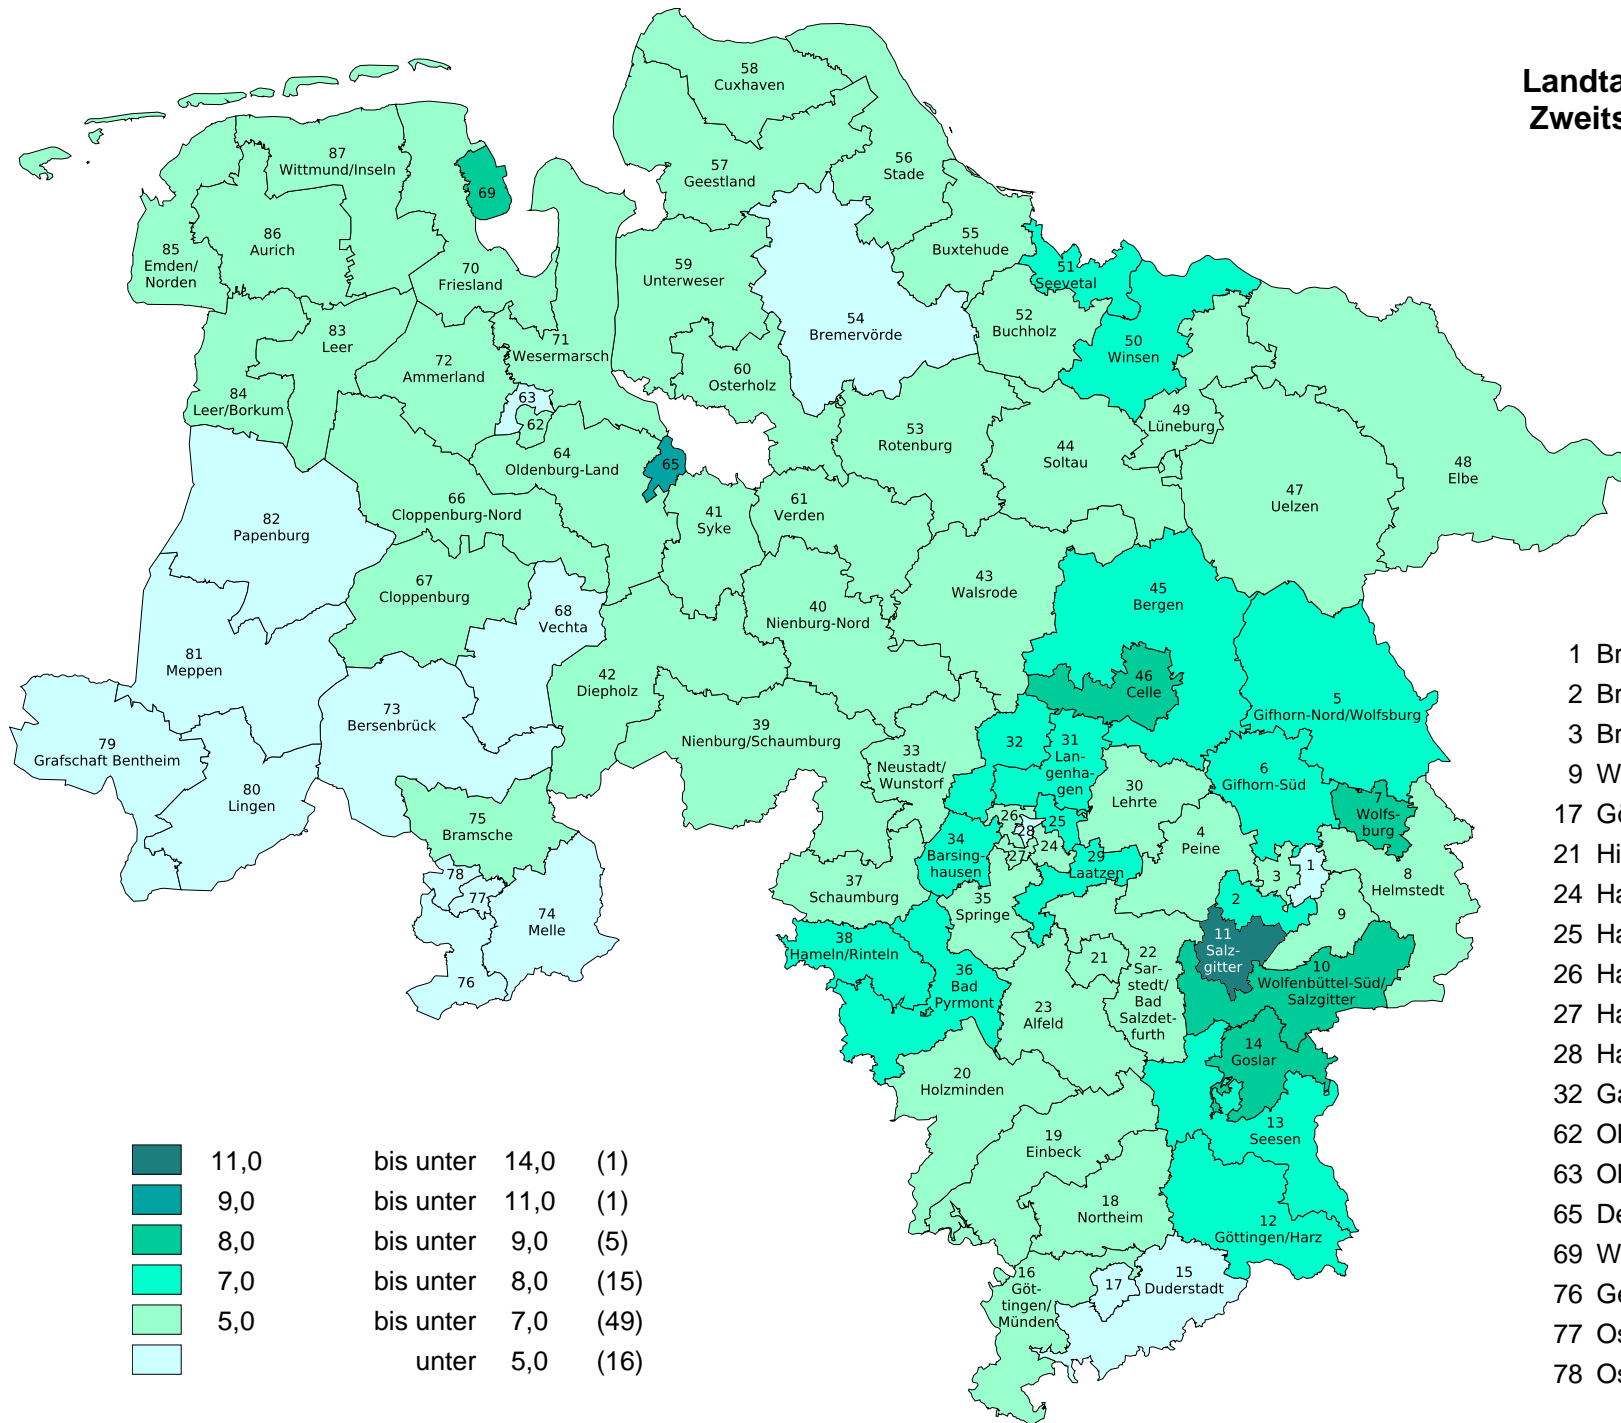 Landta
Zweits
58
Cuxhaven
87
Wittmund/Inseln
57
Geestland
56
Stade
69
86
Aurich
85
Emden/
Norden
70
Friesland
59
Unterweser
55
Buxtehude
51
Seevetal
83
Leer
72
Ammerland
71
Wesermarsch
54
Bremervörde
52
Buchholz
50
Winsen
84
Leer/Borkum
63
62
60
Osterholz
49
Lüneburg
64
Oldenburg-Land
65
53
Rotenburg
44
Soltau
48
Elbe
82
Papenburg
66
Cloppenburg-Nord
41
Syke
61
Verden
47
Uelzen
67
Cloppenburg
68
Vechta
40
Nienburg-Nord
43
Walsrode
45
Bergen
81
Meppen
42
Diepholz
46
Celle
5
Gifhorn-Nord/Wolfsburg
79
Grafschaft Bentheim
73
Bersenbrück
39
Nienburg/Schaumburg
33
Neustadt/
Wunstorf
32
31
Lan-
genha-
gen
80
Lingen
75
Bramsche
30
Lehrte
6
Gifhorn-Süd
7
Wolfs-
burg
26
28
25
27
24
34
Barsing-
hausen
29
Laatzen
4
Peine
3
1
8
Helmstedt
78
77
74
Melle
76
37
Schaumburg
35
Springe
2
9
38
Hameln/Rinteln
36
Bad
Pyrmont
21
22
Sar-
stedt/
Bad
Salzdet-
furth
11
Salz-
gitter
10
Wolfenbüttel-Süd/
Salzgitter
23
Alfeld
14
Goslar
20
Holzminden
13
Seesen
19
Einbeck
18
Northeim
12
Göttingen/Harz
16
Göt-
tingen/
Münden
17
15
Duderstadt
11,0 bis unter 14,0 (1)
9,0 bis unter 11,0 (1)
8,0 bis unter 9,0 (5)
7,0 bis unter 8,0 (15)
5,0 bis unter 7,0 (49)
unter 5,0 (16)
1 Br
2 Br
3 Br
9 W
17 Gö
21 Hi
24 Ha
25 Ha
26 Ha
27 Ha
28 Ha
32 Ga
62 Ol
63 Ol
65 De
69 W
76 Ge
77 Os
78 Os